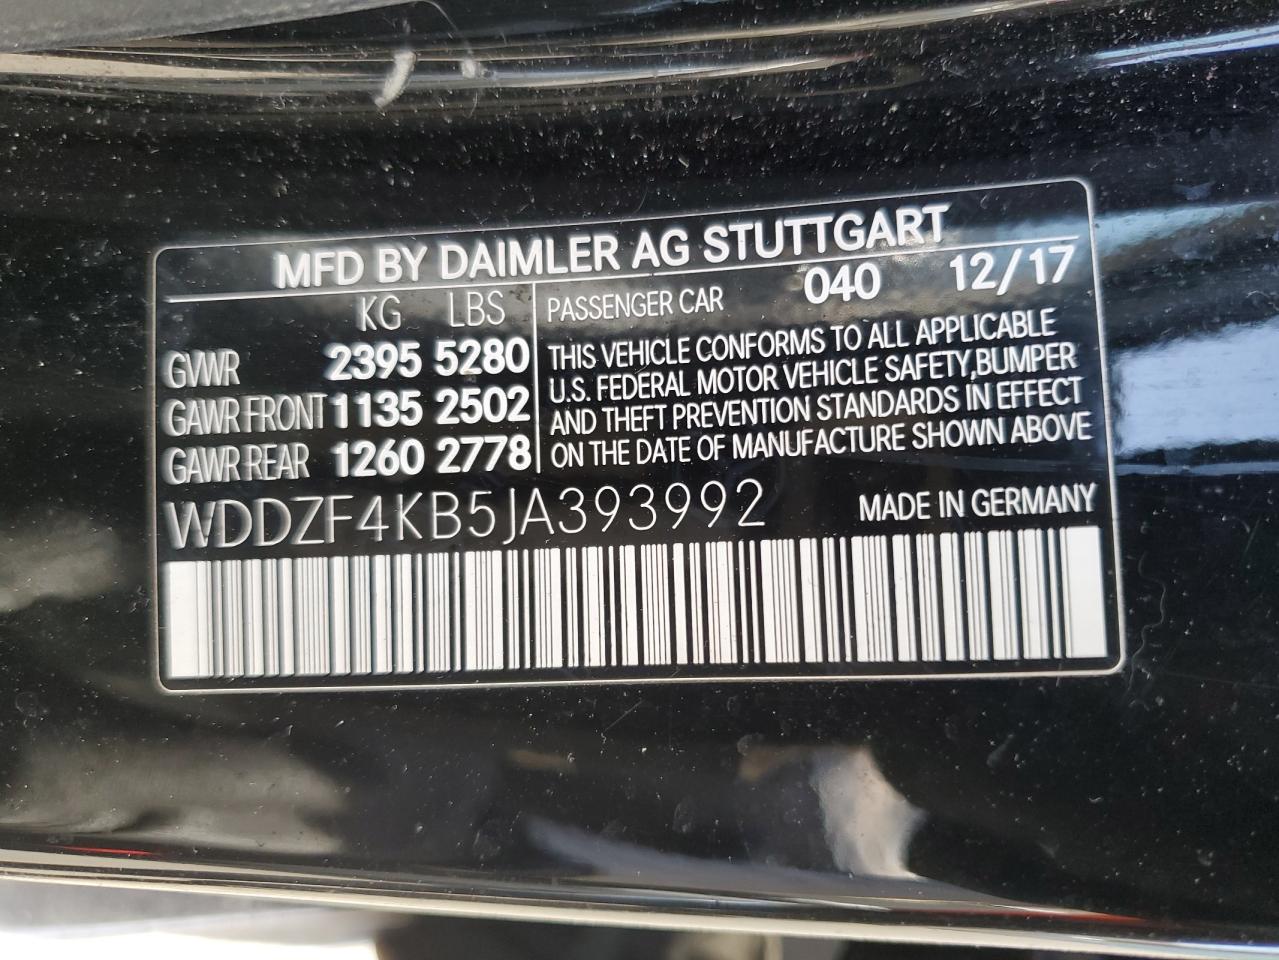 MFD BY DAIMLER AG STUTTGART
KG LBS
GVWR 2395 5280
GAWR FRONT 1135 2502
GAWR REAR 1260 2778
PASSENGER CAR 040 12/17
THIS VEHICLE CONFORMS TO ALL APPLICABLE
U.S. FEDERAL MOTOR VEHICLE SAFETY,BUMPER
AND THEFT PREVENTION STANDARDS IN EFFECT
ON THE DATE OF MANUFACTURE SHOWN ABOVE
WDDZF4KB5JA393992 MADE IN GERMANY